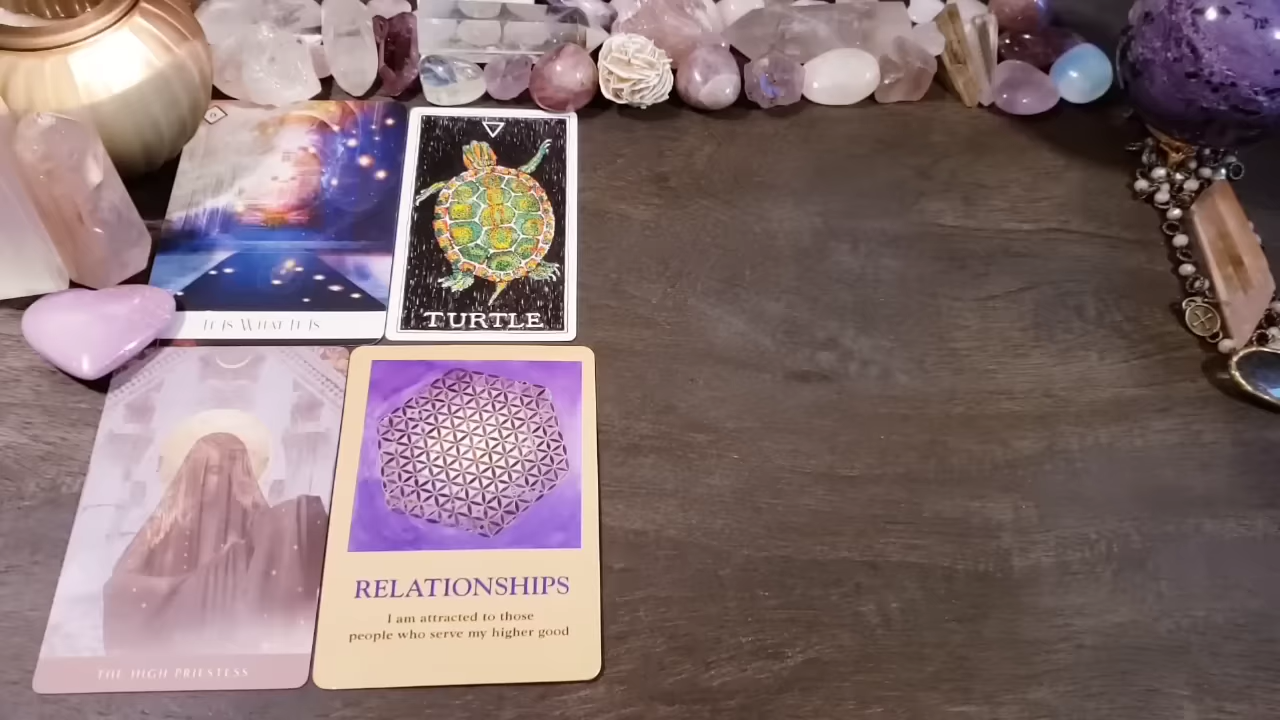 It Is What It Is
TURTLE
THE HIGH PRIESTESS
RELATIONSHIPS
I am attracted to those
people who serve my higher good